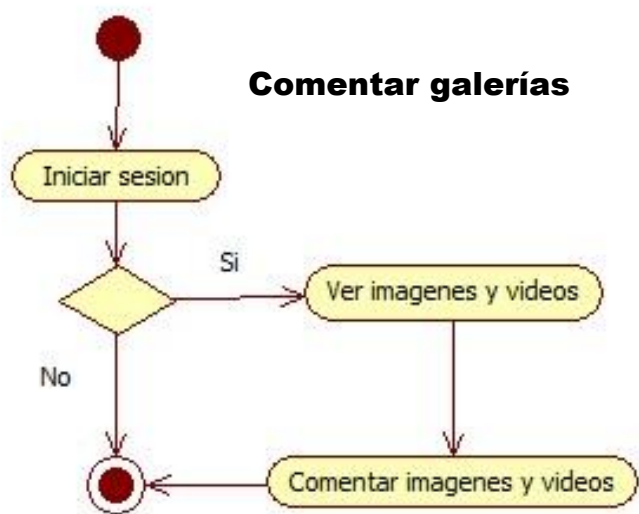 Comentar galerías
Iniciar sesion
Si
Ver imagenes y videos
No
Comentar imagenes y videos